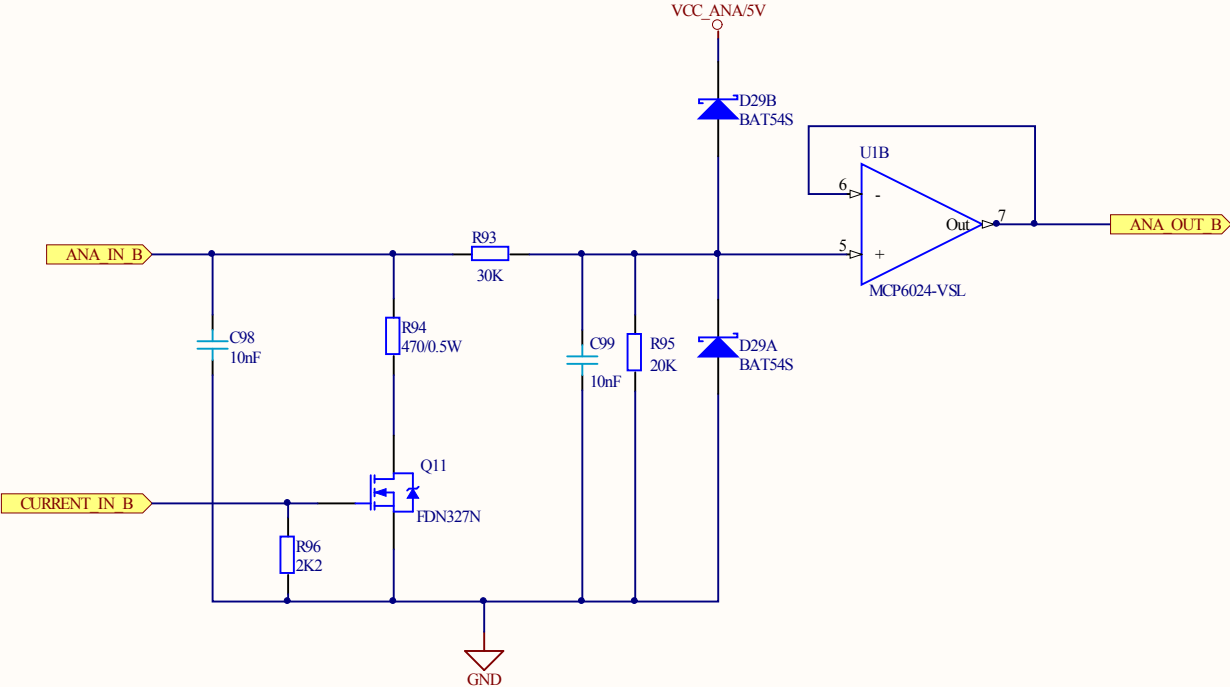 VCC_ANA/5V
D29B
BAT54S
U1B
6
-
Out
7
ANA_OUT_B
5
+
MCP6024-VSL
ANA_IN_B
R93
30K
C98
10nF
R94
470/0.5W
C99
10nF
R95
20K
D29A
BAT54S
Q11
FDN327N
CURRENT_IN_B
R96
2K2
GND